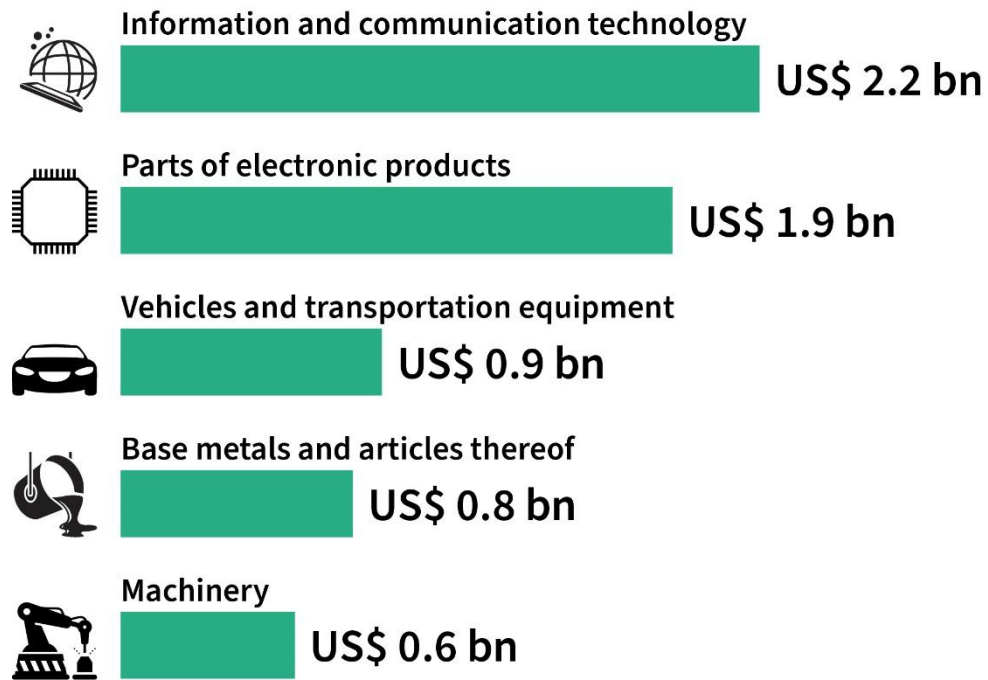 Information and communication technology
US$ 2.2 bn
Parts of electronic products
US$ 1.9 bn
Vehicles and transportation equipment
US$ 0.9 bn
Base metals and articles thereof
US$ 0.8 bn
Machinery
US$ 0.6 bn